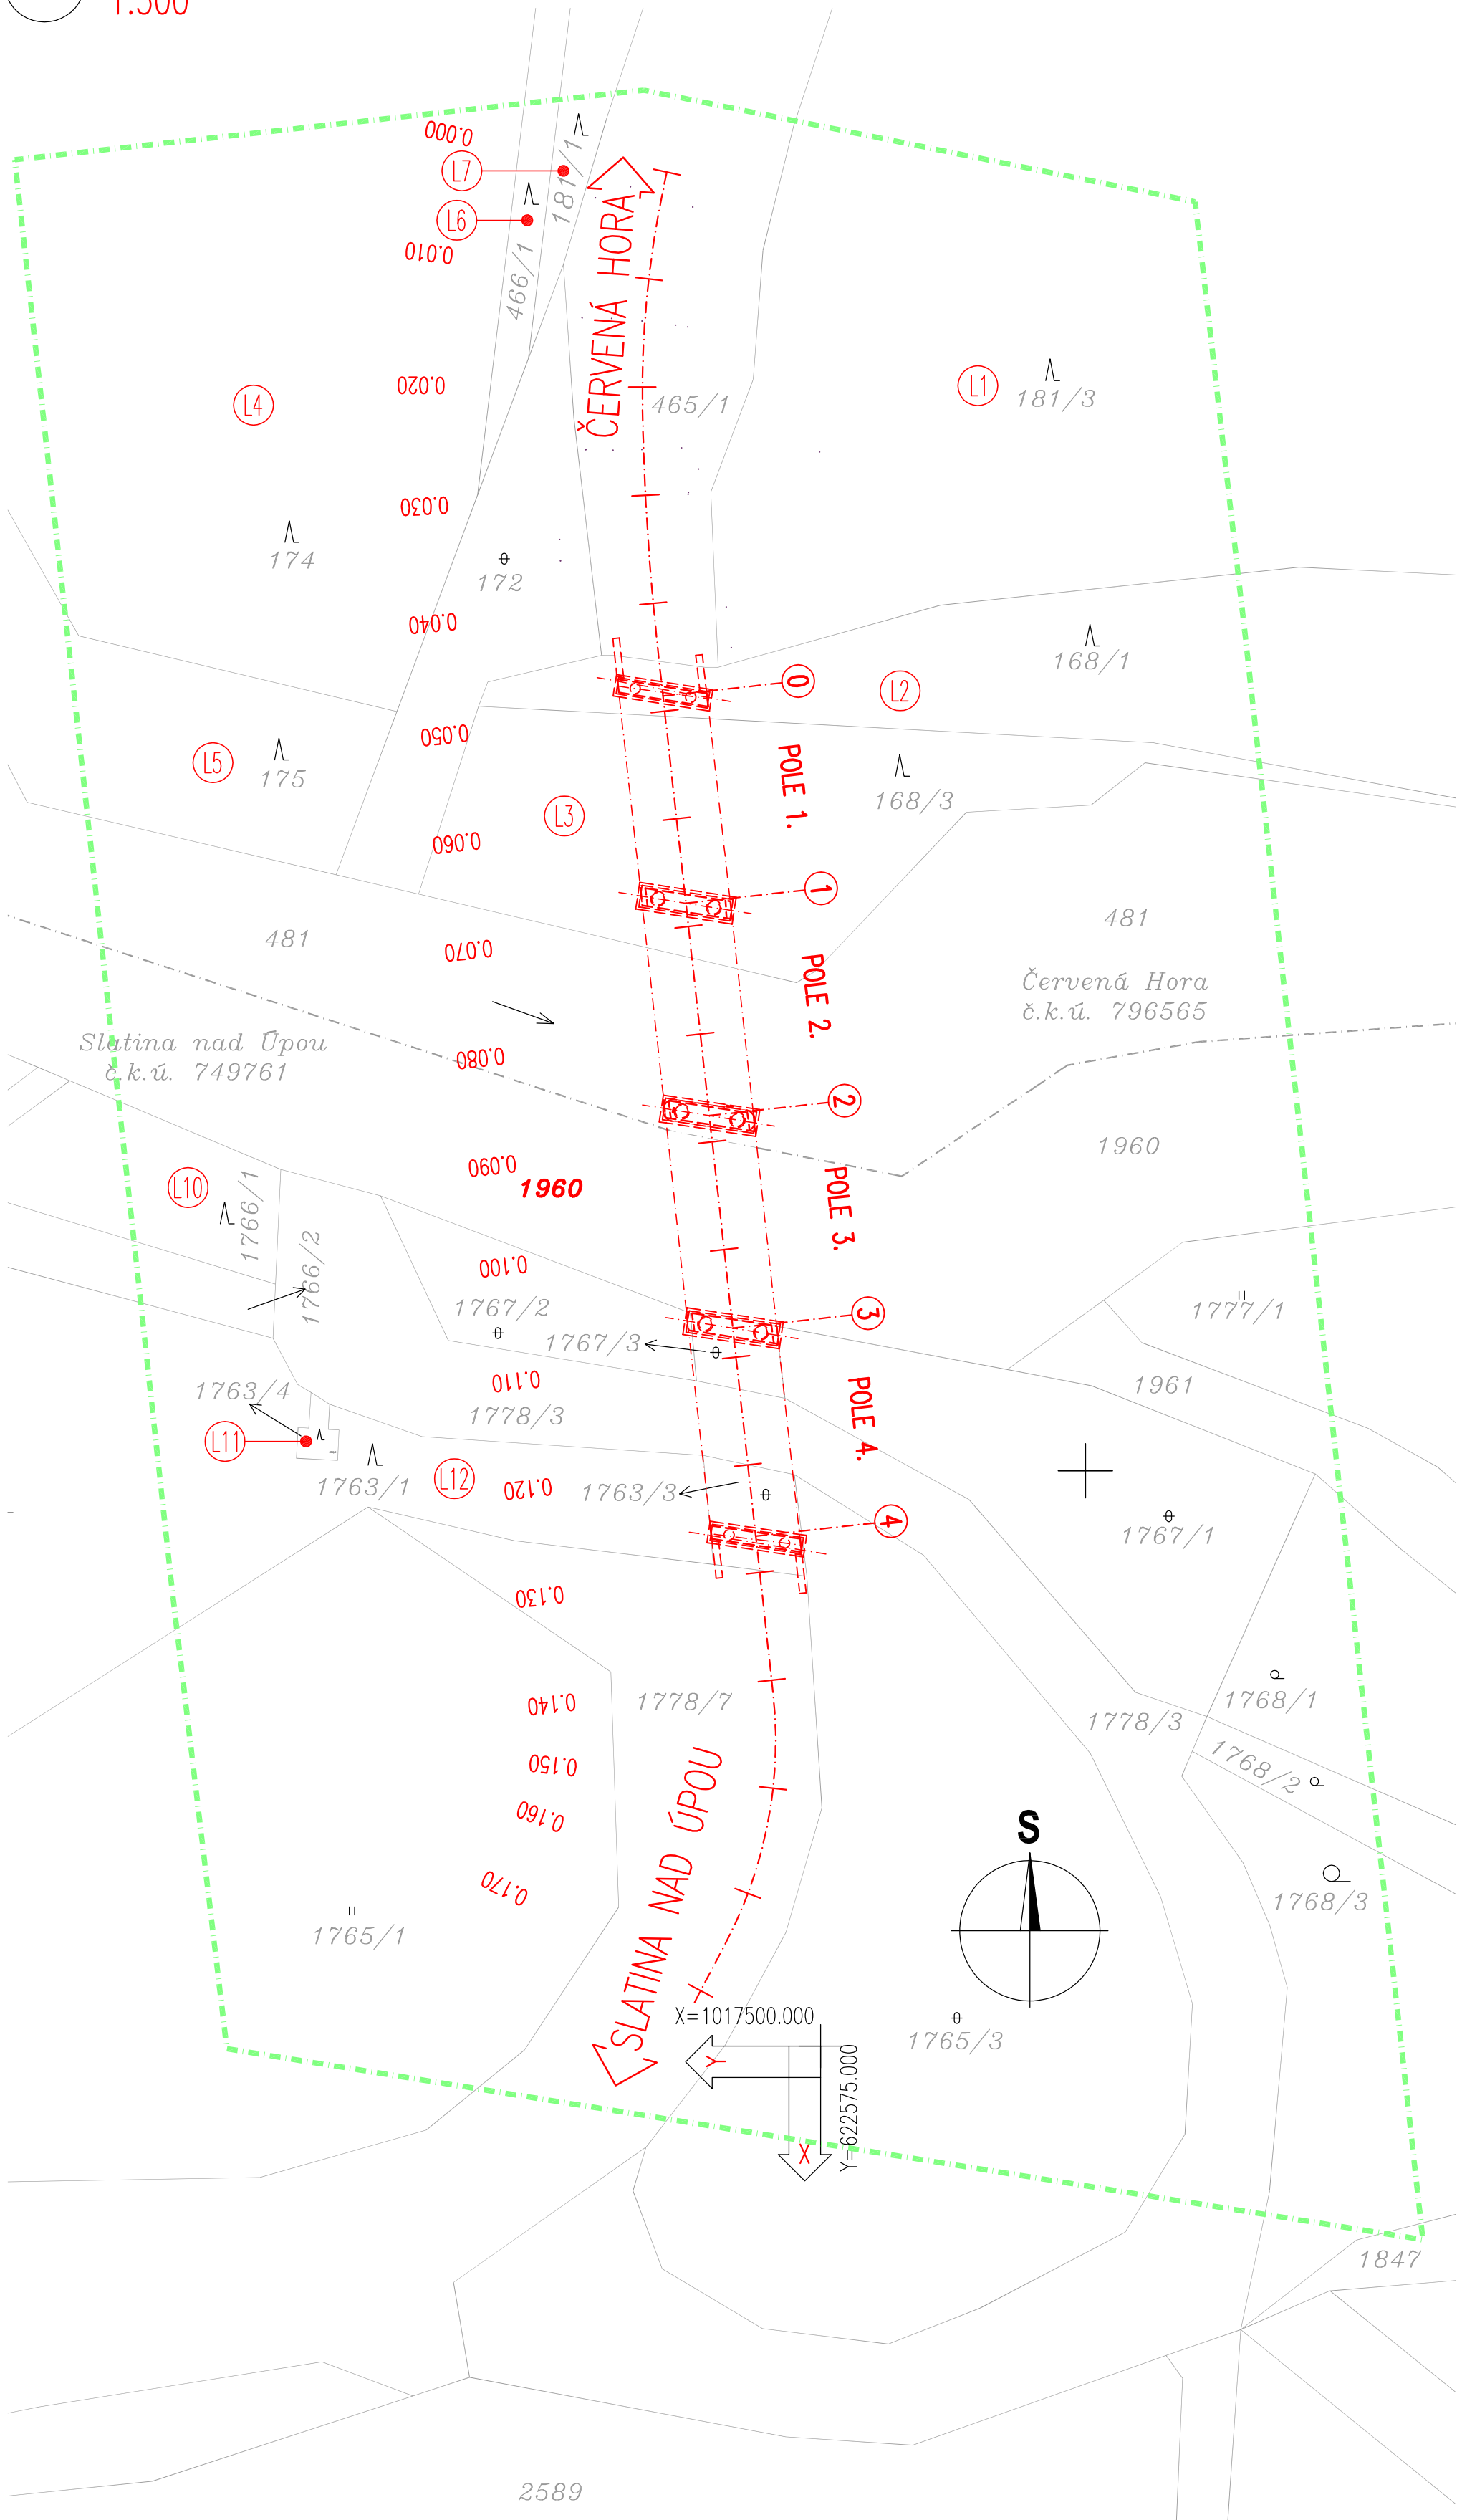 1:500
0.000
L7
181/1
L6
0.010
466/1
ČERVENÁ HORA
0.020
L4
465/1
L1
181/3
0.030
174
172
0.040
168/1
0
L2
0.050
L5
175
POLE 1.
168/3
L3
0.060
1
481
481
0.070
POLE 2.
Červená Hora
č.k.ú. 796565
Slatina nad Úpou
č.k.ú. 749761
0.080
2
1960
0.090
1960
L10
1766/1
POLE 3.
1766/2
0.100
1767/2
1777/1
3
1767/3
0.110
1763/4
1778/3
1961
POLE 4.
L11
1763/1
L12
0.120
1763/3
4
1767/1
0.130
0.140
1778/7
1768/1
1778/3
0.150
1768/2
0.160
S
0.170
1768/3
1765/1
SLATINA NAD ÚPOU
X=1017500.000
1765/3
Y
Y=622575.000
X
1847
2589